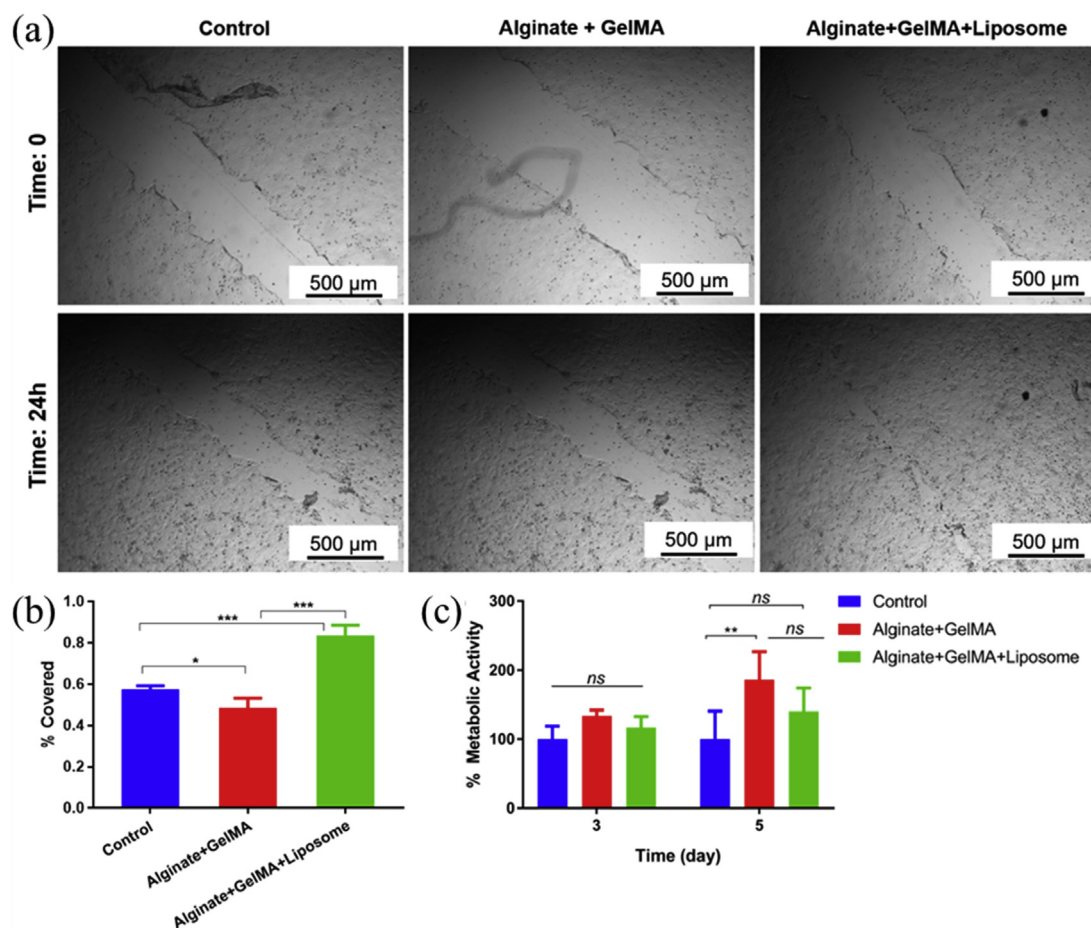 (a)
Control
Alginate + GelMA
Alginate+GelMA+Liposome
Time: 0
500 µm
500 µm
500 µm
Time: 24h
500 µm
500 µm
500 µm
(b)
% Covered
1.0
0.8
0.6
0.4
0.2
0.0
***
***
*
Control
Alginate+GelMA
Alginate+GelMA+Liposome
(c)
% Metabolic Activity
300
200
100
0
ns
ns
**
ns
3
5
Time (day)
Control
Alginate+GelMA
Alginate+GelMA+Liposome